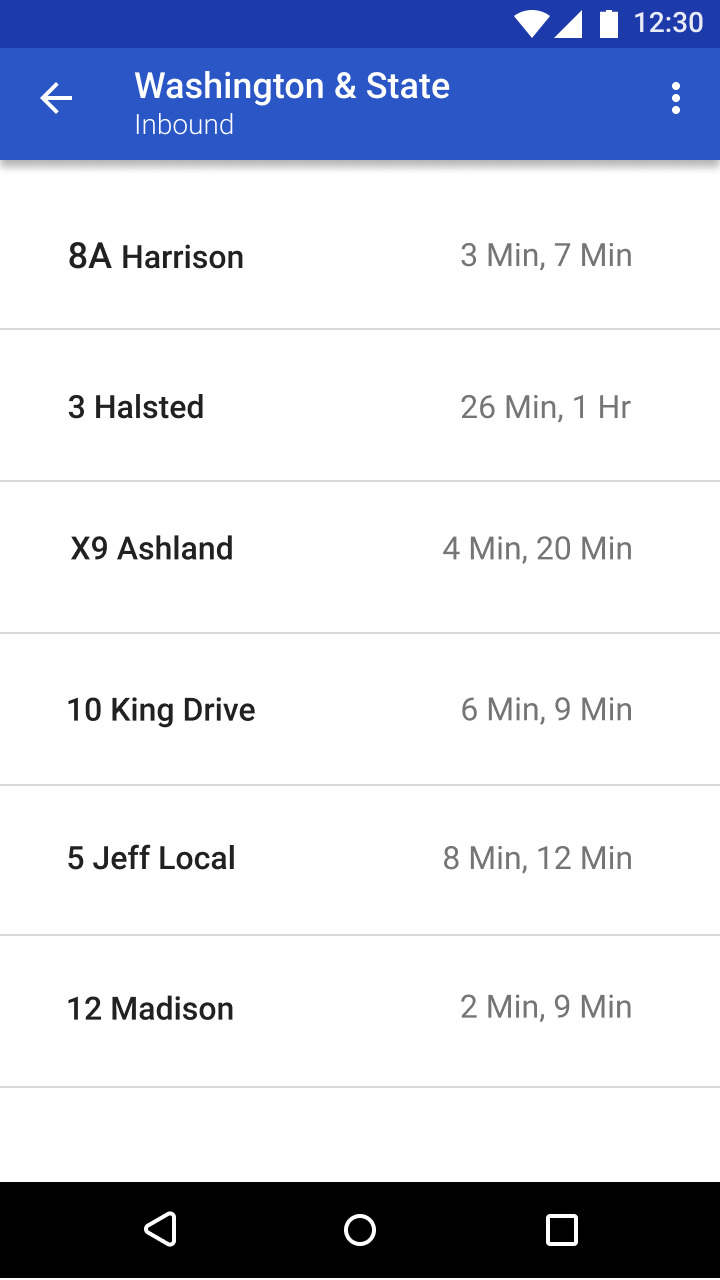 12:30
Washington & State
Inbound
8A Harrison 3 Min, 7 Min
3 Halsted 26 Min, 1 Hr
X9 Ashland 4 Min, 20 Min
10 King Drive 6 Min, 9 Min
5 Jeff Local 8 Min, 12 Min
12 Madison 2 Min, 9 Min